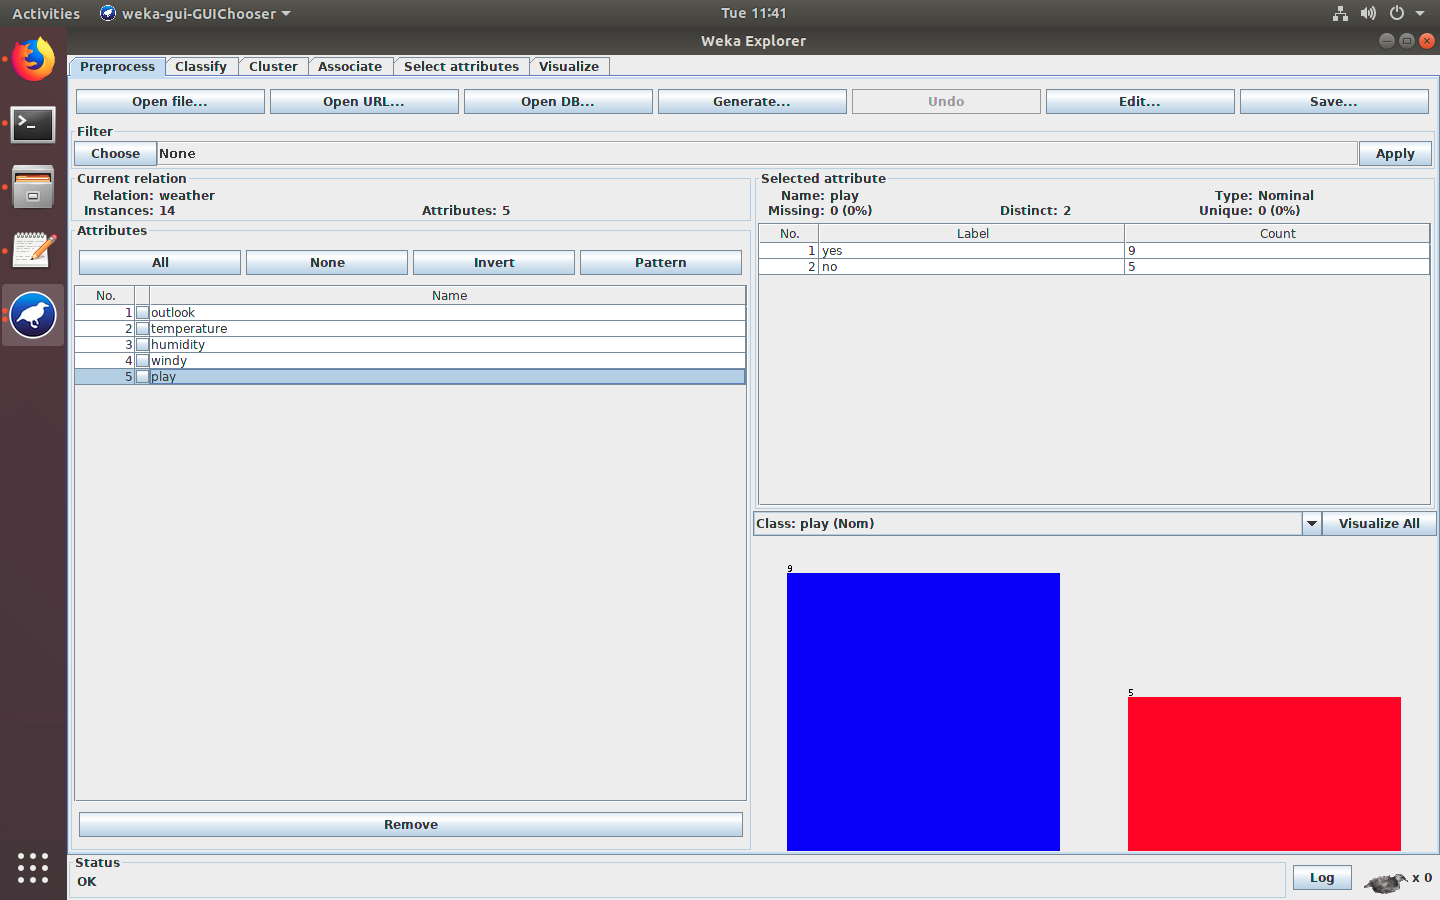 Activities weka-gui-GUIChooser Tue 11:41
Weka Explorer
Preprocess Classify Cluster Associate Select attributes Visualize
Open file... Open URL... Open DB... Generate... Undo Edit... Save...
Filter
Choose None Apply
Current relation
Relation: weather
Instances: 14 Attributes: 5
Attributes
All None Invert Pattern
No. Name
1 outlook
2 temperature
3 humidity
4 windy
5 play
Remove
Selected attribute
Name: play Type: Nominal
Missing: 0 (0%) Distinct: 2 Unique: 0 (0%)
No. Label Count
1 yes 9
2 no 5
Class: play (Nom) Visualize All
9
5
Status
OK
Log x 0